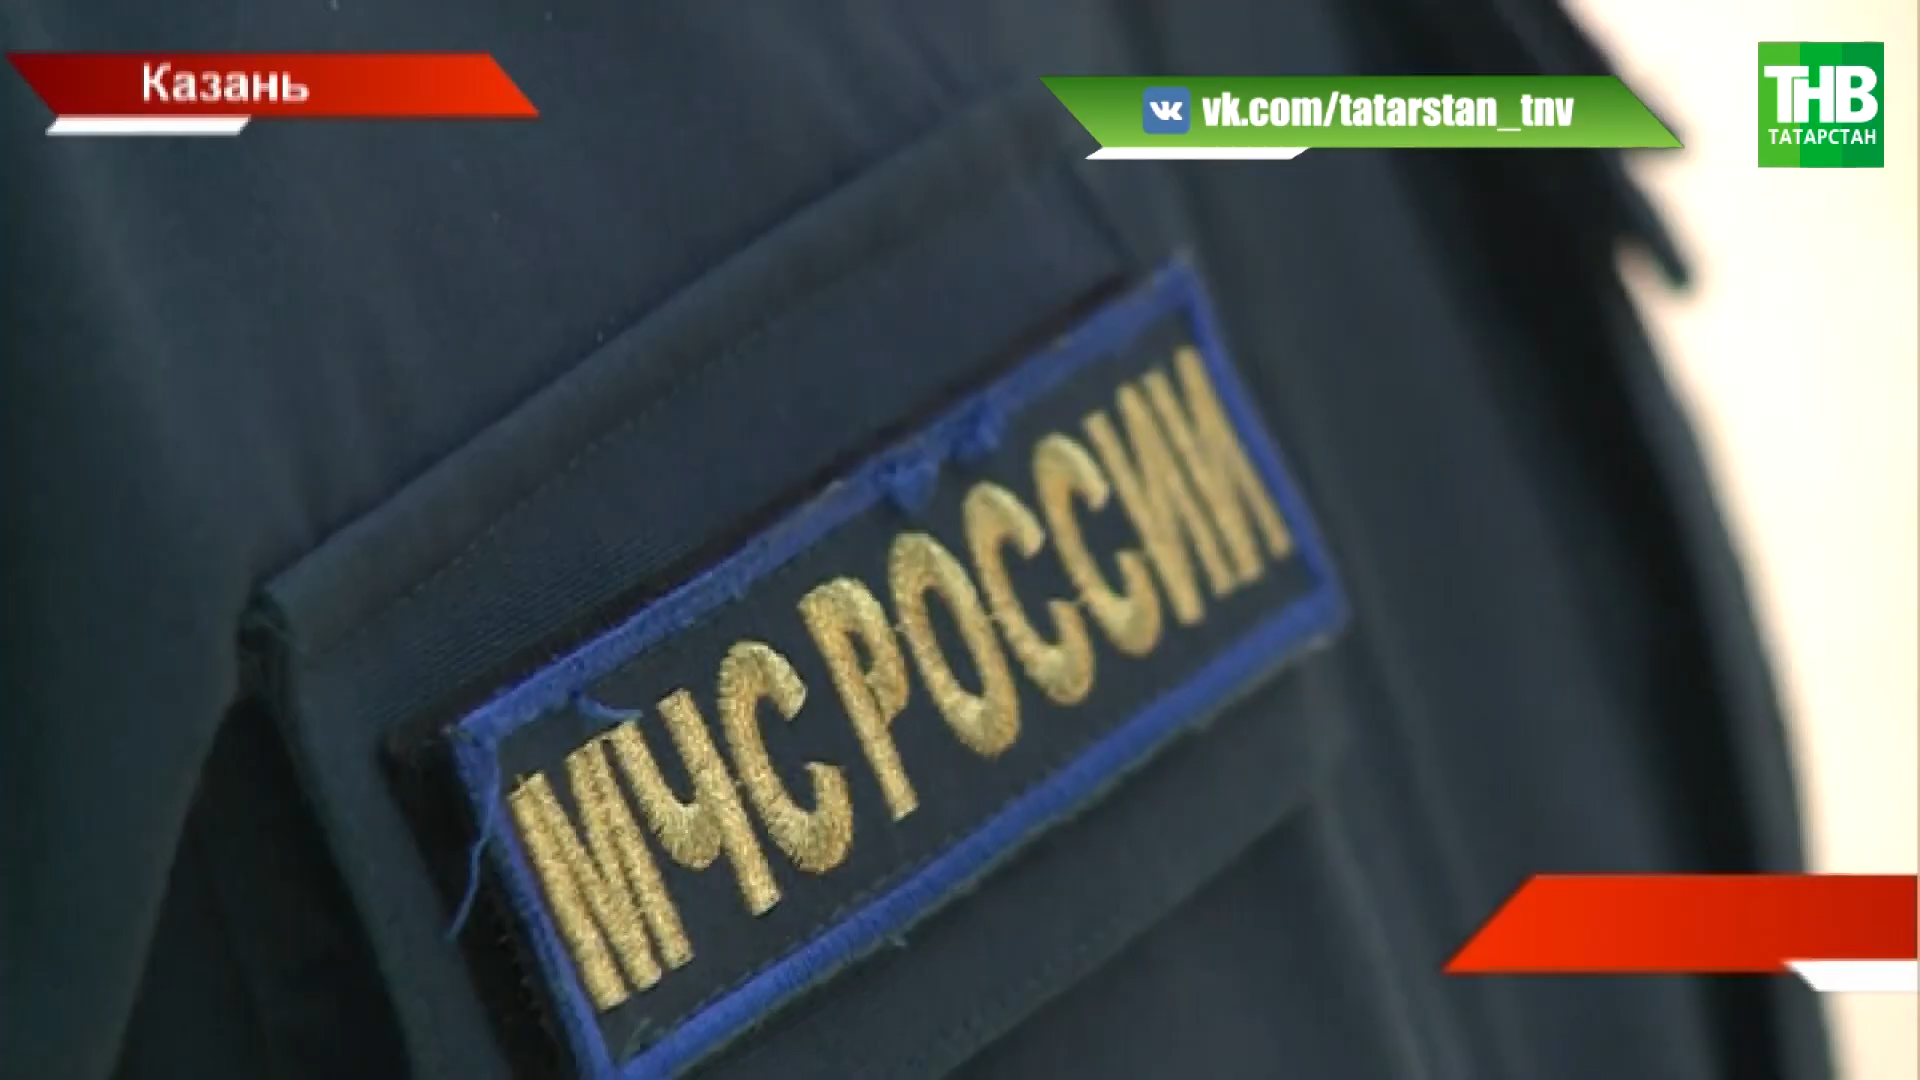 Казань
vk.com/tatarstan_tnv
ТНВ
ТАТАРСТАН
МЧС РОССИИ